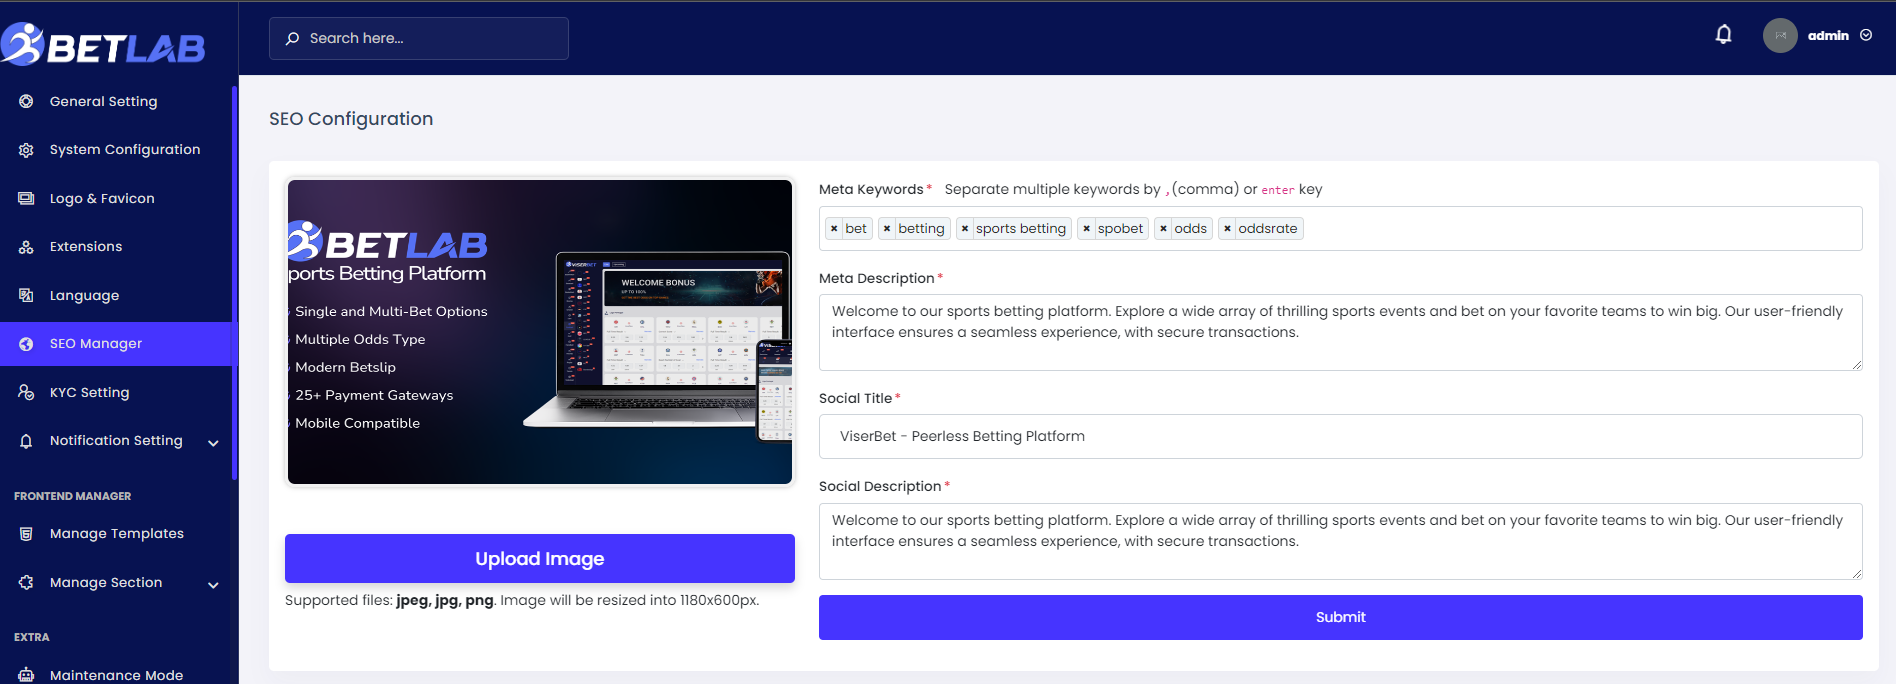 BETLAB
Search here...
admin
General Setting
System Configuration
Logo & Favicon
Extensions
Language
SEO Manager
KYC Setting
Notification Setting
FRONTEND MANAGER
Manage Templates
Manage Section
EXTRA
Maintenance Mode
SEO Configuration
BETLAB
ports Betting Platform
Single and Multi-Bet Options
Multiple Odds Type
Modern Betslip
25+ Payment Gateways
Mobile Compatible
VISERBET
WELCOME BONUS
UP TO 100%
Upload Image
Supported files: jpeg, jpg, png. Image will be resized into 1180x600px.
Meta Keywords * Separate multiple keywords by ,(comma) or enter key
× bet × betting × sports betting × spobet × odds × oddsrate
Meta Description *
Welcome to our sports betting platform. Explore a wide array of thrilling sports events and bet on your favorite teams to win big. Our user-friendly
interface ensures a seamless experience, with secure transactions.
Social Title *
ViserBet - Peerless Betting Platform
Social Description *
Welcome to our sports betting platform. Explore a wide array of thrilling sports events and bet on your favorite teams to win big. Our user-friendly
interface ensures a seamless experience, with secure transactions.
Submit